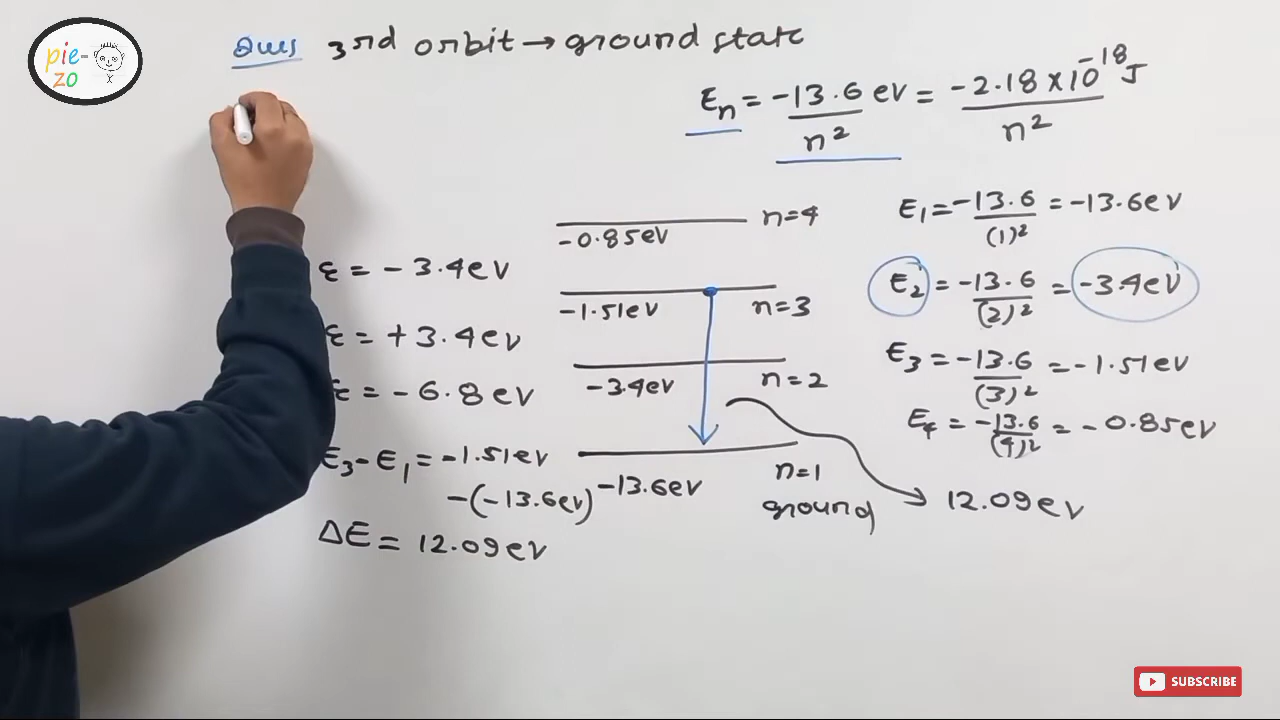 pie-
zo
Ques 3rd orbit → ground state
En = -13.6 ev / n² = -2.18 × 10⁻¹⁸ J / n²
n=4
-0.85ev
n=3
-1.51ev
n=2
-3.4ev
n=1
ground
-13.6ev
12.09ev
E₁ = -13.6 / (1)² = -13.6ev
E₂ = -13.6 / (2)² = -3.4ev
E₃ = -13.6 / (3)² = -1.51ev
E₄ = -13.6 / (4)² = -0.85ev
ε = -3.4ev
ε = +3.4ev
ε = -6.8ev
E₃-E₁ = -1.51ev
-(-13.6ev)
ΔE = 12.09ev
SUBSCRIBE